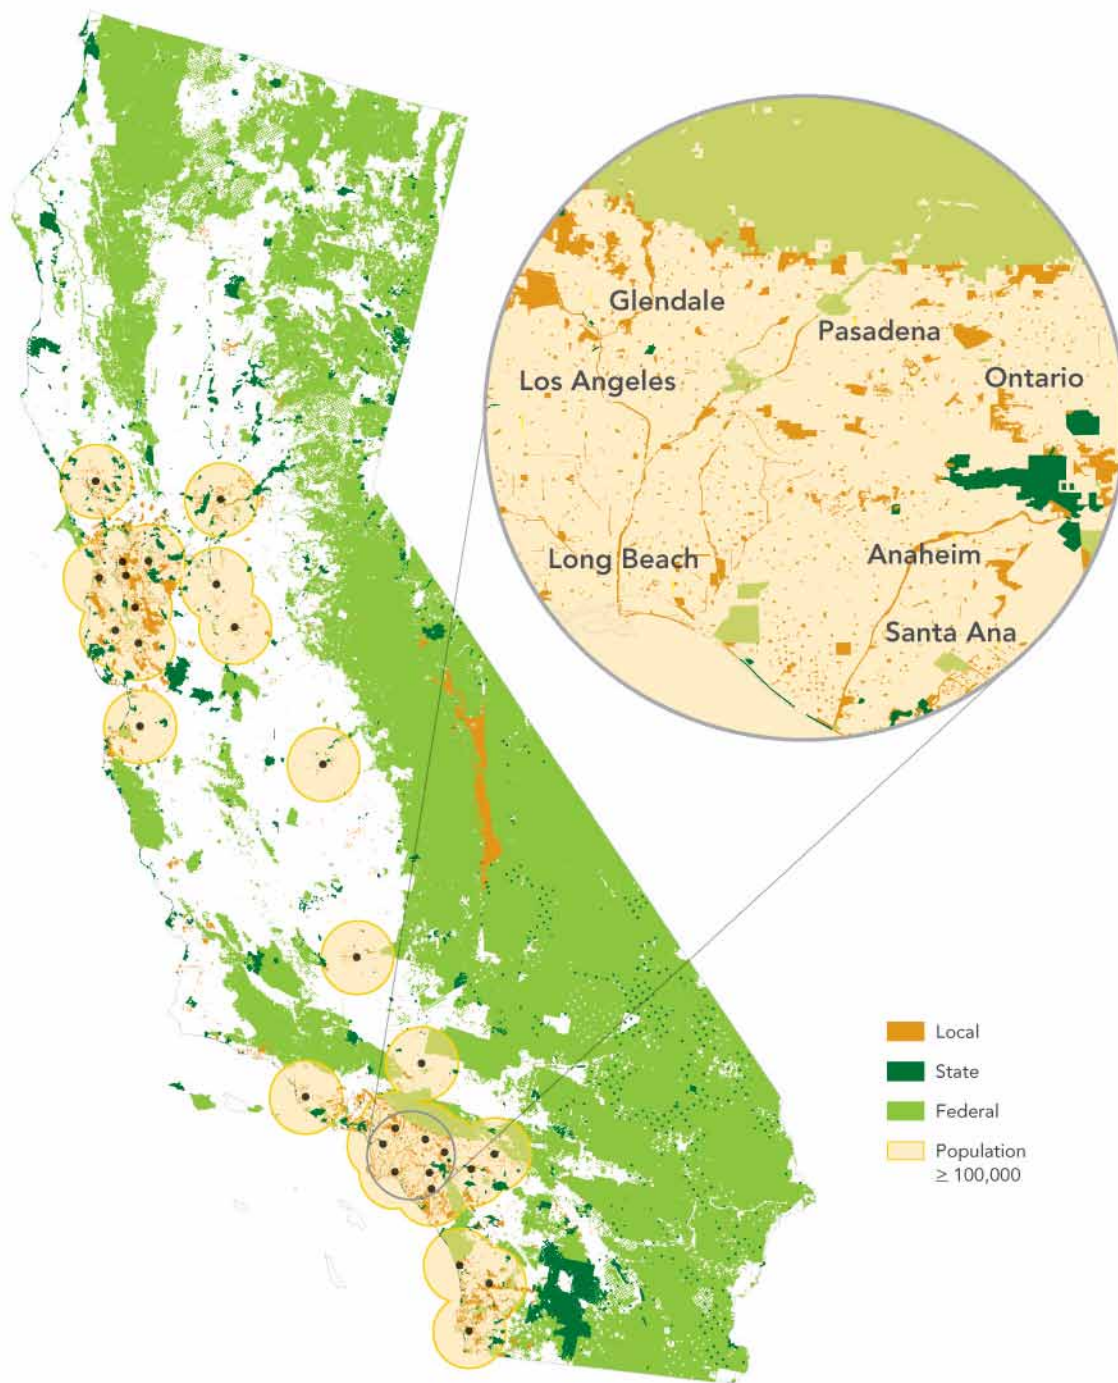 Glendale
Pasadena
Los Angeles
Ontario
Long Beach
Anaheim
Santa Ana
Local
State
Federal
Population
≥ 100,000